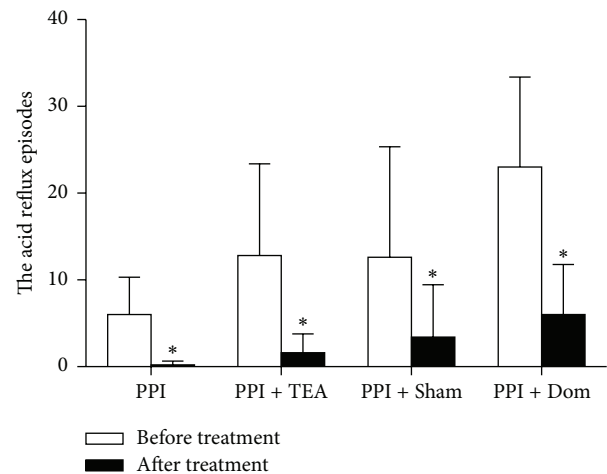 The acid reflux episodes
40
30
20
10
0
* * * *
PPI PPI + TEA PPI + Sham PPI + Dom
Before treatment
After treatment